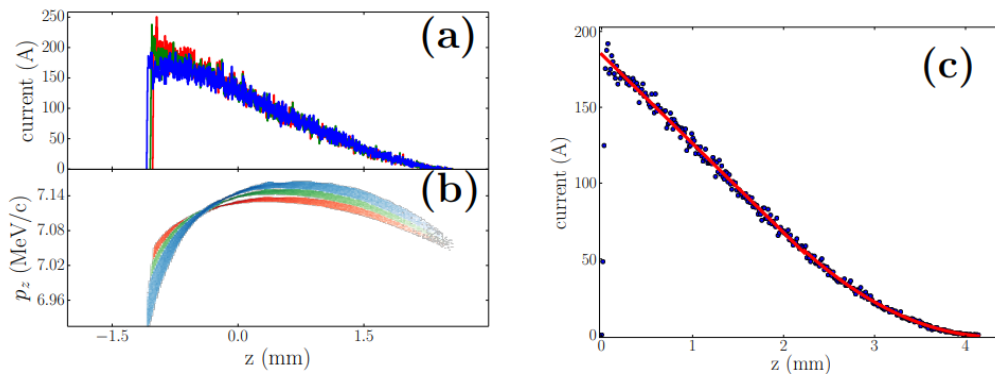 (a)
current (A)
250
200
150
100
50
0
(b)
p_z (MeV/c)
7.14
7.08
7.02
6.96
−1.5 0.0 1.5
z (mm)
(c)
current (A)
200
150
100
50
0
0 1 2 3 4
z (mm)